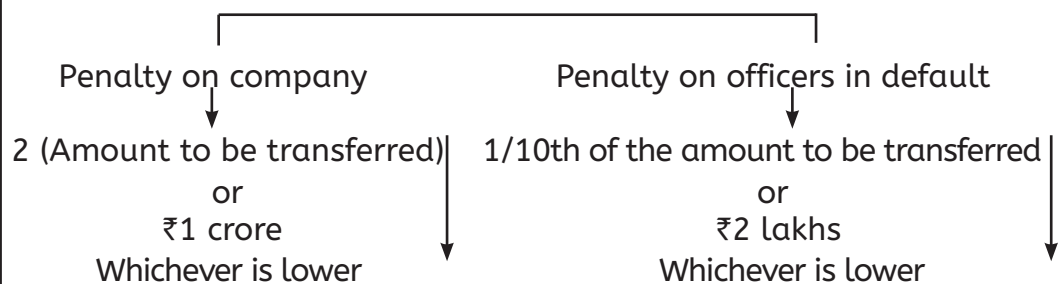 Penalty on company
2 (Amount to be transferred)
or
₹1 crore
Whichever is lower
Penalty on officers in default
1/10th of the amount to be transferred
or
₹2 lakhs
Whichever is lower